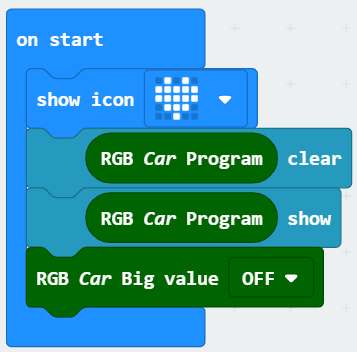 on start
show icon
RGB Car Program clear
RGB Car Program show
RGB Car Big value OFF